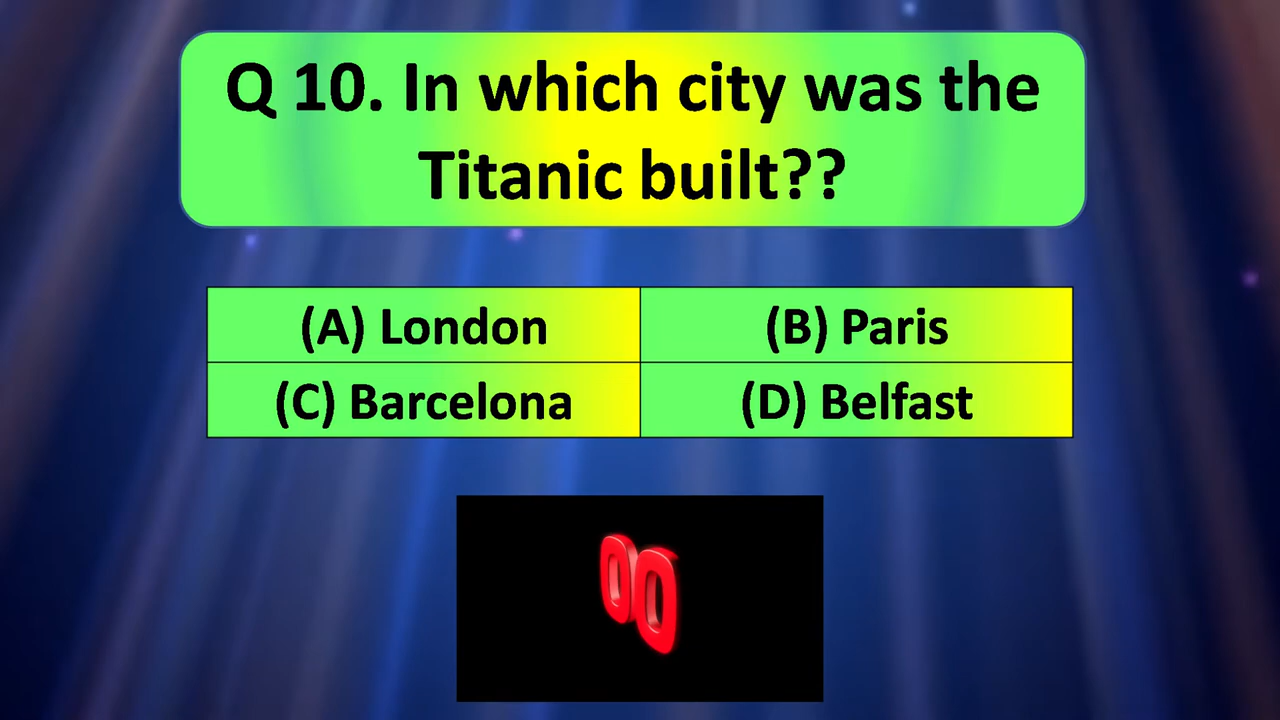 Q 10. In which city was the
Titanic built??
(A) London
(B) Paris
(C) Barcelona
(D) Belfast
00